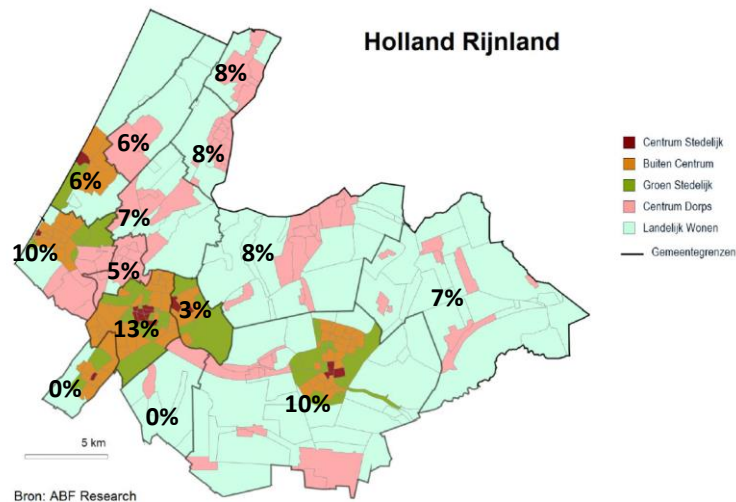 Holland Rijnland
8%
6%
8%
6%
7%
10%
5%
8%
7%
3%
13%
0%
0%
10%
Centrum Stedelijk
Buiten Centrum
Groen Stedelijk
Centrum Dorps
Landelijk Wonen
Gemeentegrenzen
5 km
Bron: ABF Research